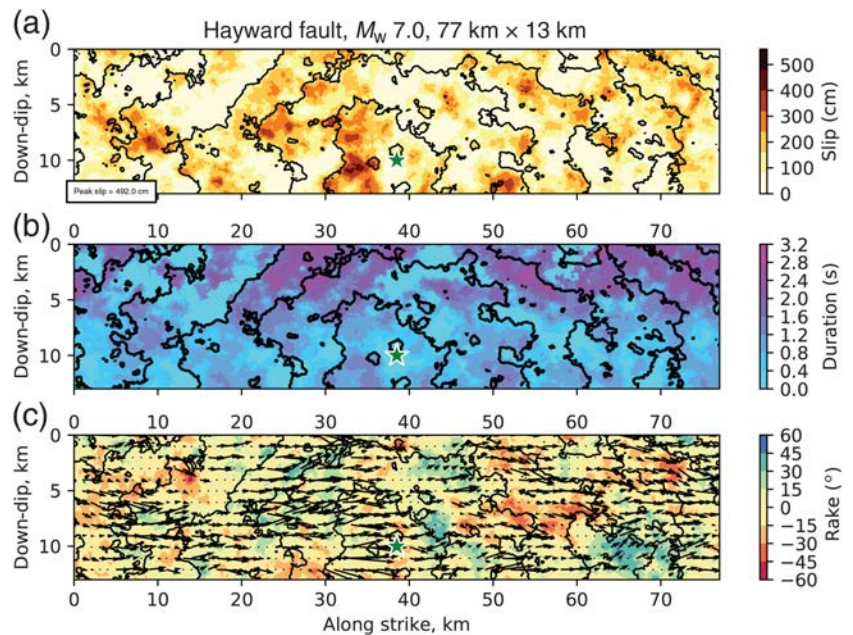 (a)
Hayward fault, Mw 7.0, 77 km × 13 km
Down-dip, km
0
5
10
Peak slip = 492.0 cm
500
400
300
200
100
0
Slip (cm)
0 10 20 30 40 50 60 70
(b)
Down-dip, km
0
5
10
3.2
2.8
2.4
2.0
1.6
1.2
0.8
0.4
0.0
Duration (s)
0 10 20 30 40 50 60 70
(c)
Down-dip, km
0
5
10
60
45
30
15
0
−15
−30
−45
−60
Rake (°)
0 10 20 30 40 50 60 70
Along strike, km